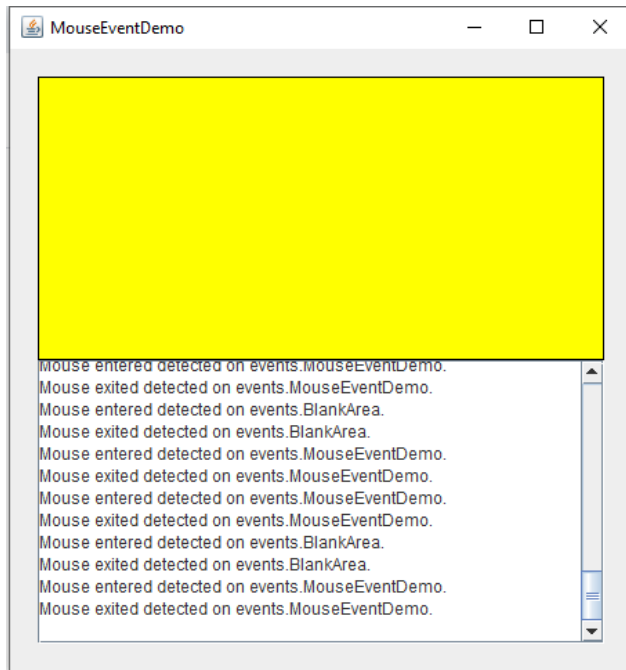 MouseEventDemo
Mouse entered detected on events.MouseEventDemo.
Mouse exited detected on events.MouseEventDemo.
Mouse entered detected on events.BlankArea.
Mouse exited detected on events.BlankArea.
Mouse entered detected on events.MouseEventDemo.
Mouse exited detected on events.MouseEventDemo.
Mouse entered detected on events.MouseEventDemo.
Mouse exited detected on events.MouseEventDemo.
Mouse entered detected on events.BlankArea.
Mouse exited detected on events.BlankArea.
Mouse entered detected on events.MouseEventDemo.
Mouse exited detected on events.MouseEventDemo.